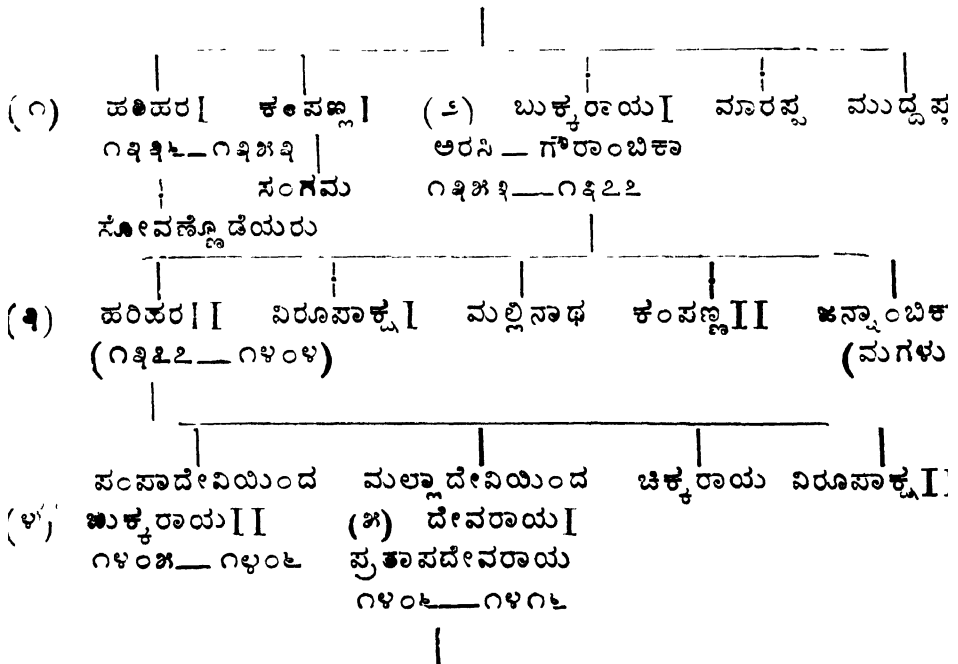 (೧) ಹರಿಹರ I ಕಂಪಣ್ಣ I (೨) ಬುಕ್ಕರಾಯ I ಮಾರಪ್ಪ ಮುದ್ದಪ್ಪ
೧೩೩೬—೧೩೫೩ ಅರಸಿ — ಗೌರಾಂಬಿಕಾ
ಸಂಗಮ ೧೩೫೩—೧೩೭೭
ಸೋವಣ್ಣೊಡೆಯರು
(೩) ಹರಿಹರ II ವಿರೂಪಾಕ್ಷ I ಮಲ್ಲಿನಾಥ ಕಂಪಣ್ಣ II ಜನ್ನಾಂಬಿಕ
(೧೩೭೭—೧೪೦೪) (ಮಗಳು
ಪಂಪಾದೇವಿಯಿಂದ ಮಲ್ಲಾದೇವಿಯಿಂದ ಚಿಕ್ಕರಾಯ ವಿರೂಪಾಕ್ಷ II
(೪) ಬುಕ್ಕರಾಯ II (೫) ದೇವರಾಯ I
೧೪೦೫—೧೪೦೬ ಪ್ರತಾಪದೇವರಾಯ
೧೪೦೬—೧೪೧೬